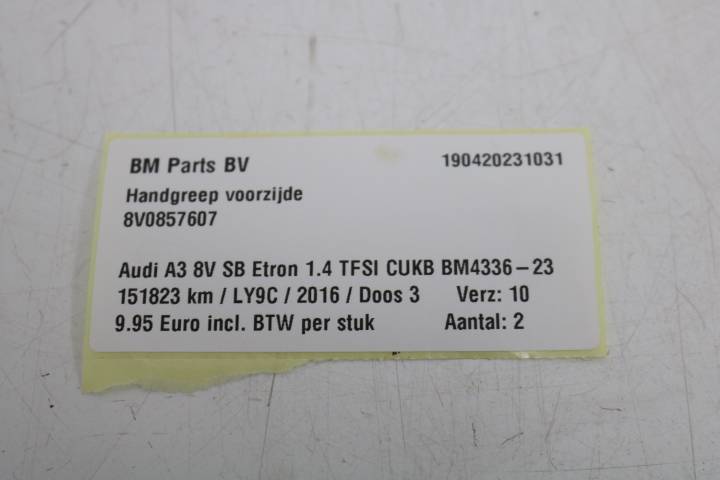 BM Parts BV 190420231031
Handgreep voorzijde
8V0857607
Audi A3 8V SB Etron 1.4 TFSI CUKB BM4336-23
151823 km / LY9C / 2016 / Doos 3 Verz: 10
9.95 Euro incl. BTW per stuk Aantal: 2